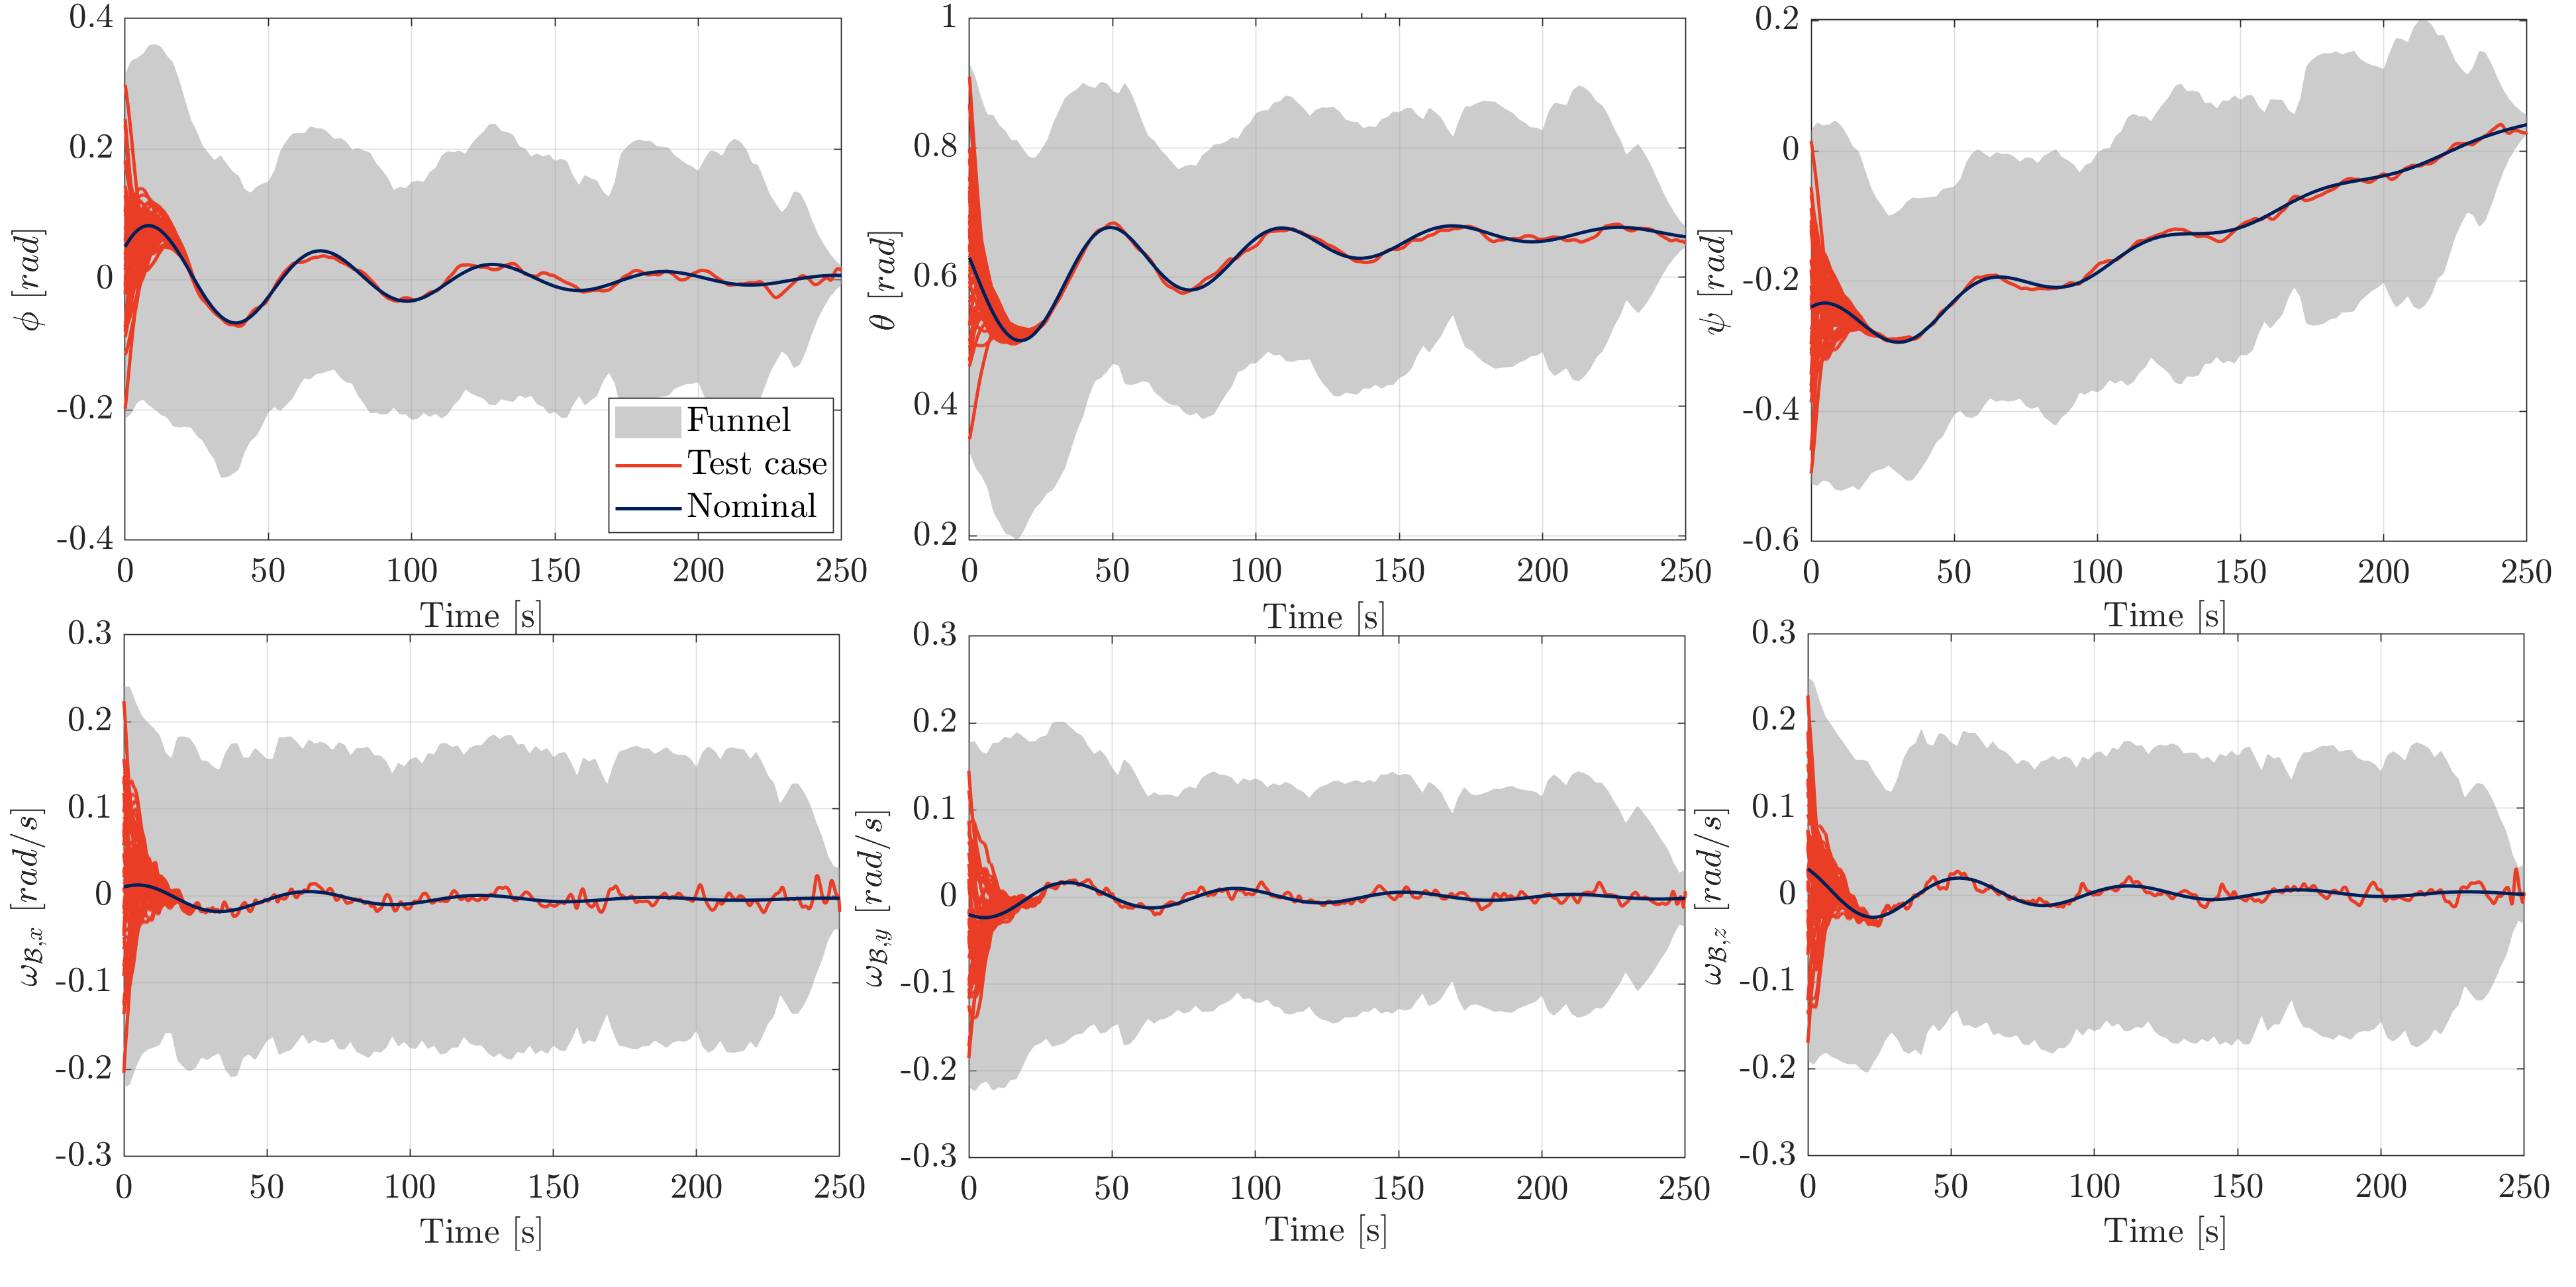 0.4
0.2
0
-0.2
-0.4
ϕ [rad]
0 50 100 150 200 250
Time [s]
Funnel
Test case
Nominal
1
0.8
0.6
0.4
0.2
θ [rad]
0 50 100 150 200 250
Time [s]
0.2
0
-0.2
-0.4
-0.6
ψ [rad]
0 50 100 150 200 250
Time [s]
0.3
0.2
0.1
0
-0.1
-0.2
-0.3
ω𝓑,x [rad/s]
0 50 100 150 200 250
Time [s]
0.3
0.2
0.1
0
-0.1
-0.2
-0.3
ω𝓑,y [rad/s]
0 50 100 150 200 250
Time [s]
0.3
0.2
0.1
0
-0.1
-0.2
-0.3
ω𝓑,z [rad/s]
0 50 100 150 200 250
Time [s]